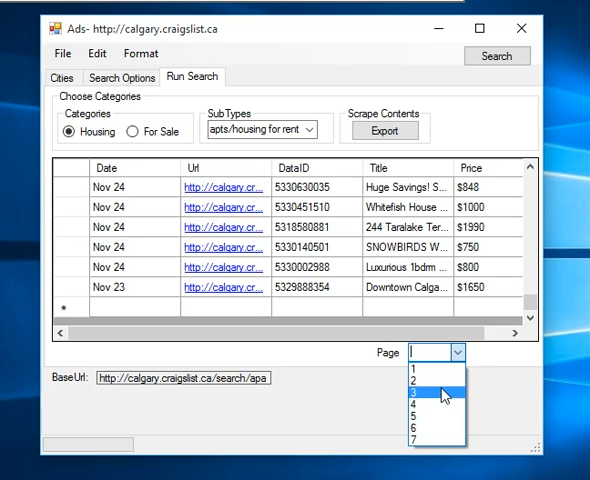 Ads- http://calgary.craigslist.ca
File Edit Format
Search
Cities Search Options Run Search
Choose Categories
Categories SubTypes Scrape Contents
Housing For Sale apts/housing for rent Export
Date Url DataID Title Price
Nov 24 http://calgary.cr... 5330630035 Huge Savings! S... $848
Nov 24 http://calgary.cr... 5330451510 Whitefish House ... $1000
Nov 24 http://calgary.cr... 5318580881 244 Taralake Ter... $1990
Nov 24 http://calgary.cr... 5330140501 SNOWBIRDS W... $750
Nov 24 http://calgary.cr... 5330002988 Luxurious 1bdrm ... $800
Nov 23 http://calgary.cr... 5329888354 Downtown Calga... $1650
*
Page
1
2
3
4
5
6
7
BaseUrl: http://calgary.craigslist.ca/search/apa